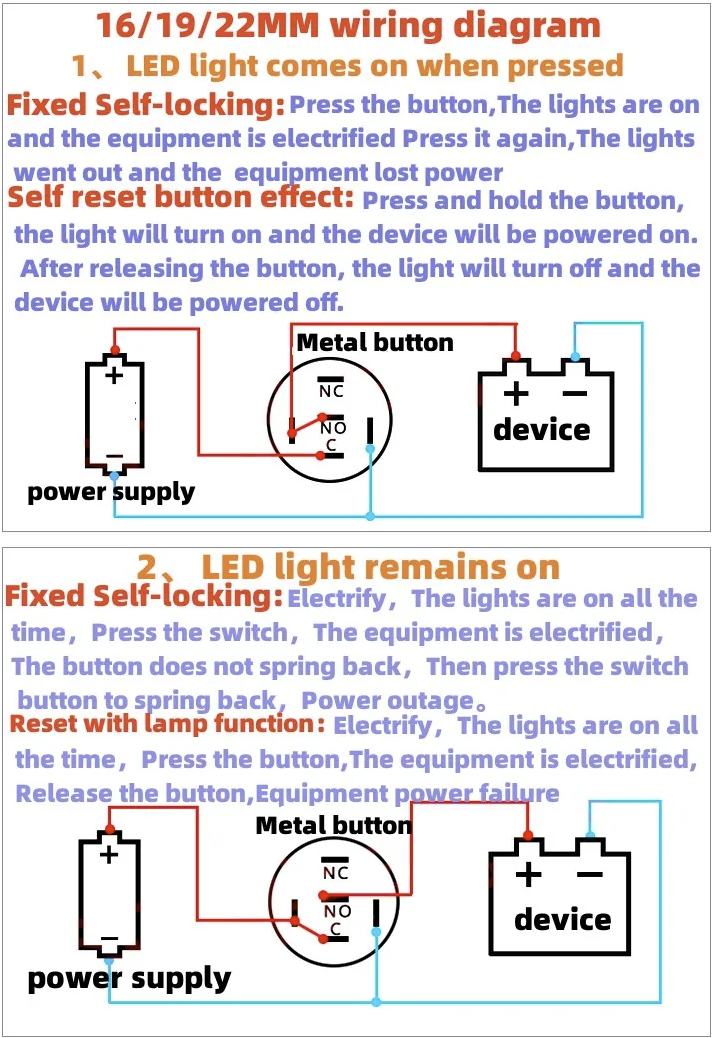 16/19/22MM wiring diagram
1、 LED light comes on when pressed
Fixed Self-locking: Press the button,The lights are on
and the equipment is electrified Press it again,The lights
went out and the equipment lost power
Self reset button effect: Press and hold the button,
the light will turn on and the device will be powered on.
After releasing the button, the light will turn off and the
device will be powered off.
Metal button
+
NC
NO
C
−
power supply
+ −
device
2、 LED light remains on
Fixed Self-locking: Electrify, The lights are on all the
time, Press the switch, The equipment is electrified,
The button does not spring back, Then press the switch
button to spring back, Power outage。
Reset with lamp function: Electrify, The lights are on all
the time, Press the button,The equipment is electrified,
Release the button,Equipment power failure
Metal button
+
NC
NO
C
−
power supply
+ −
device